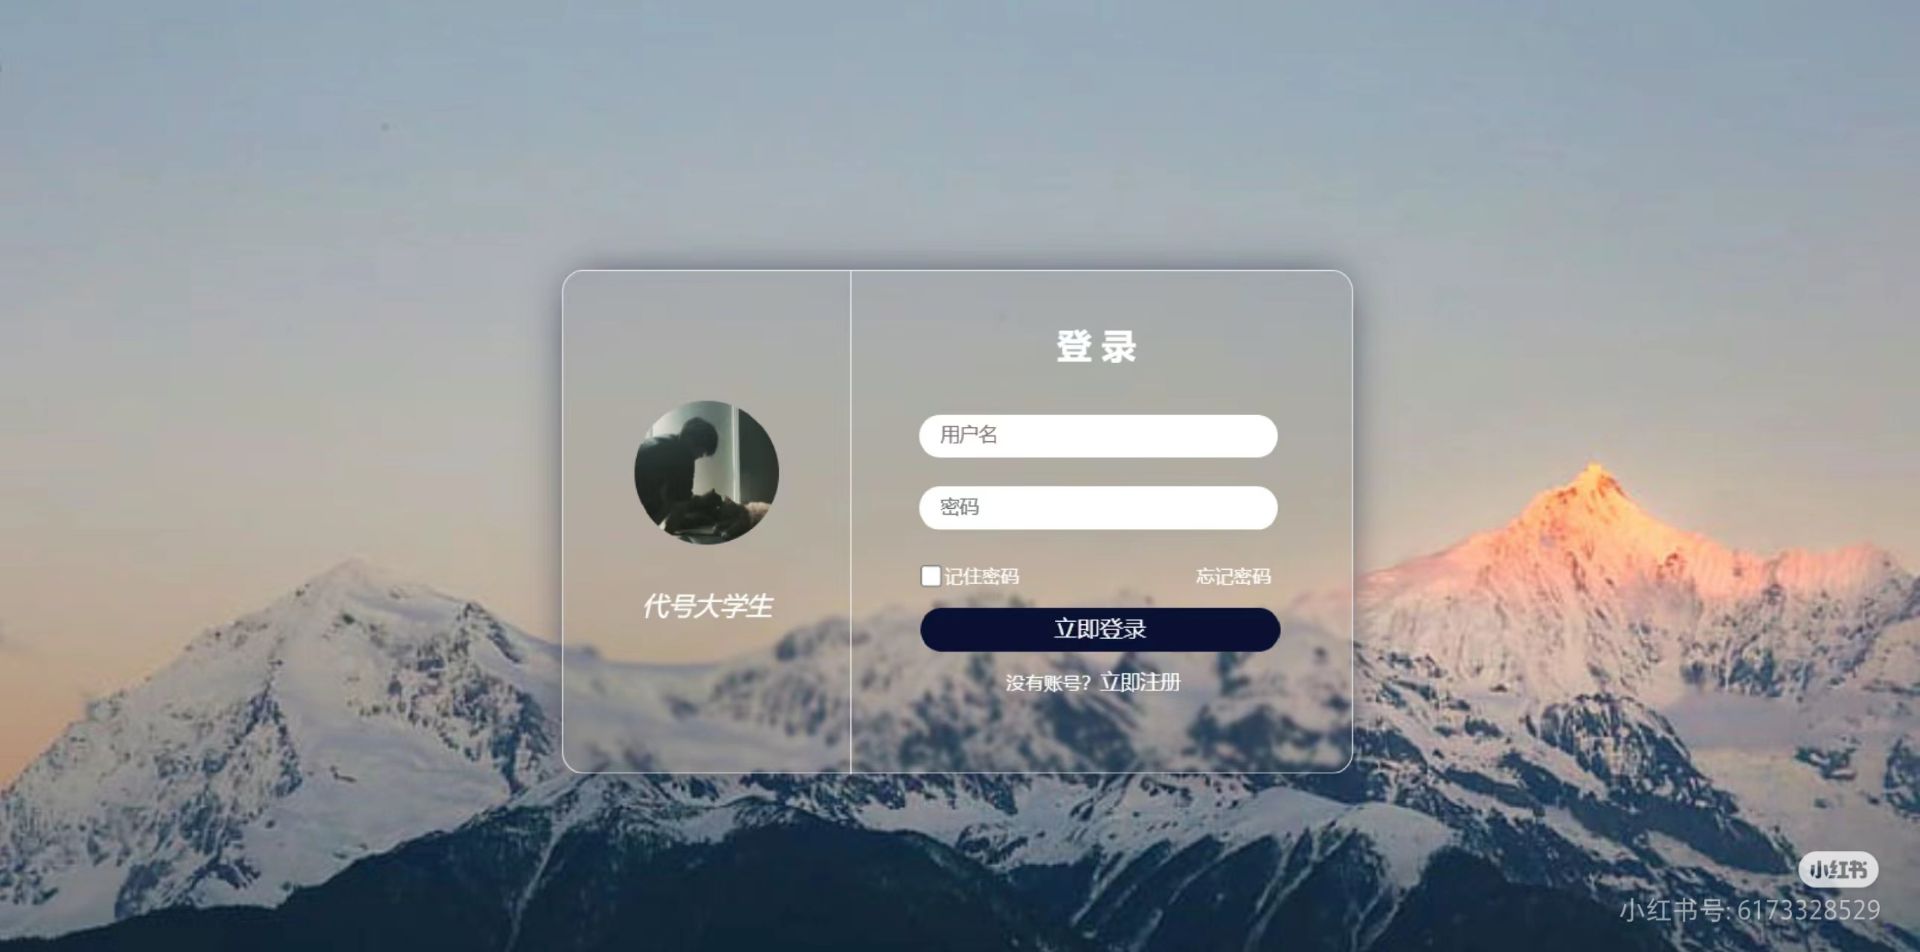 登 录
用户名
密码
记住密码 忘记密码
代号大学生
立即登录
没有账号？立即注册
小红书
小红书号: 6173328529